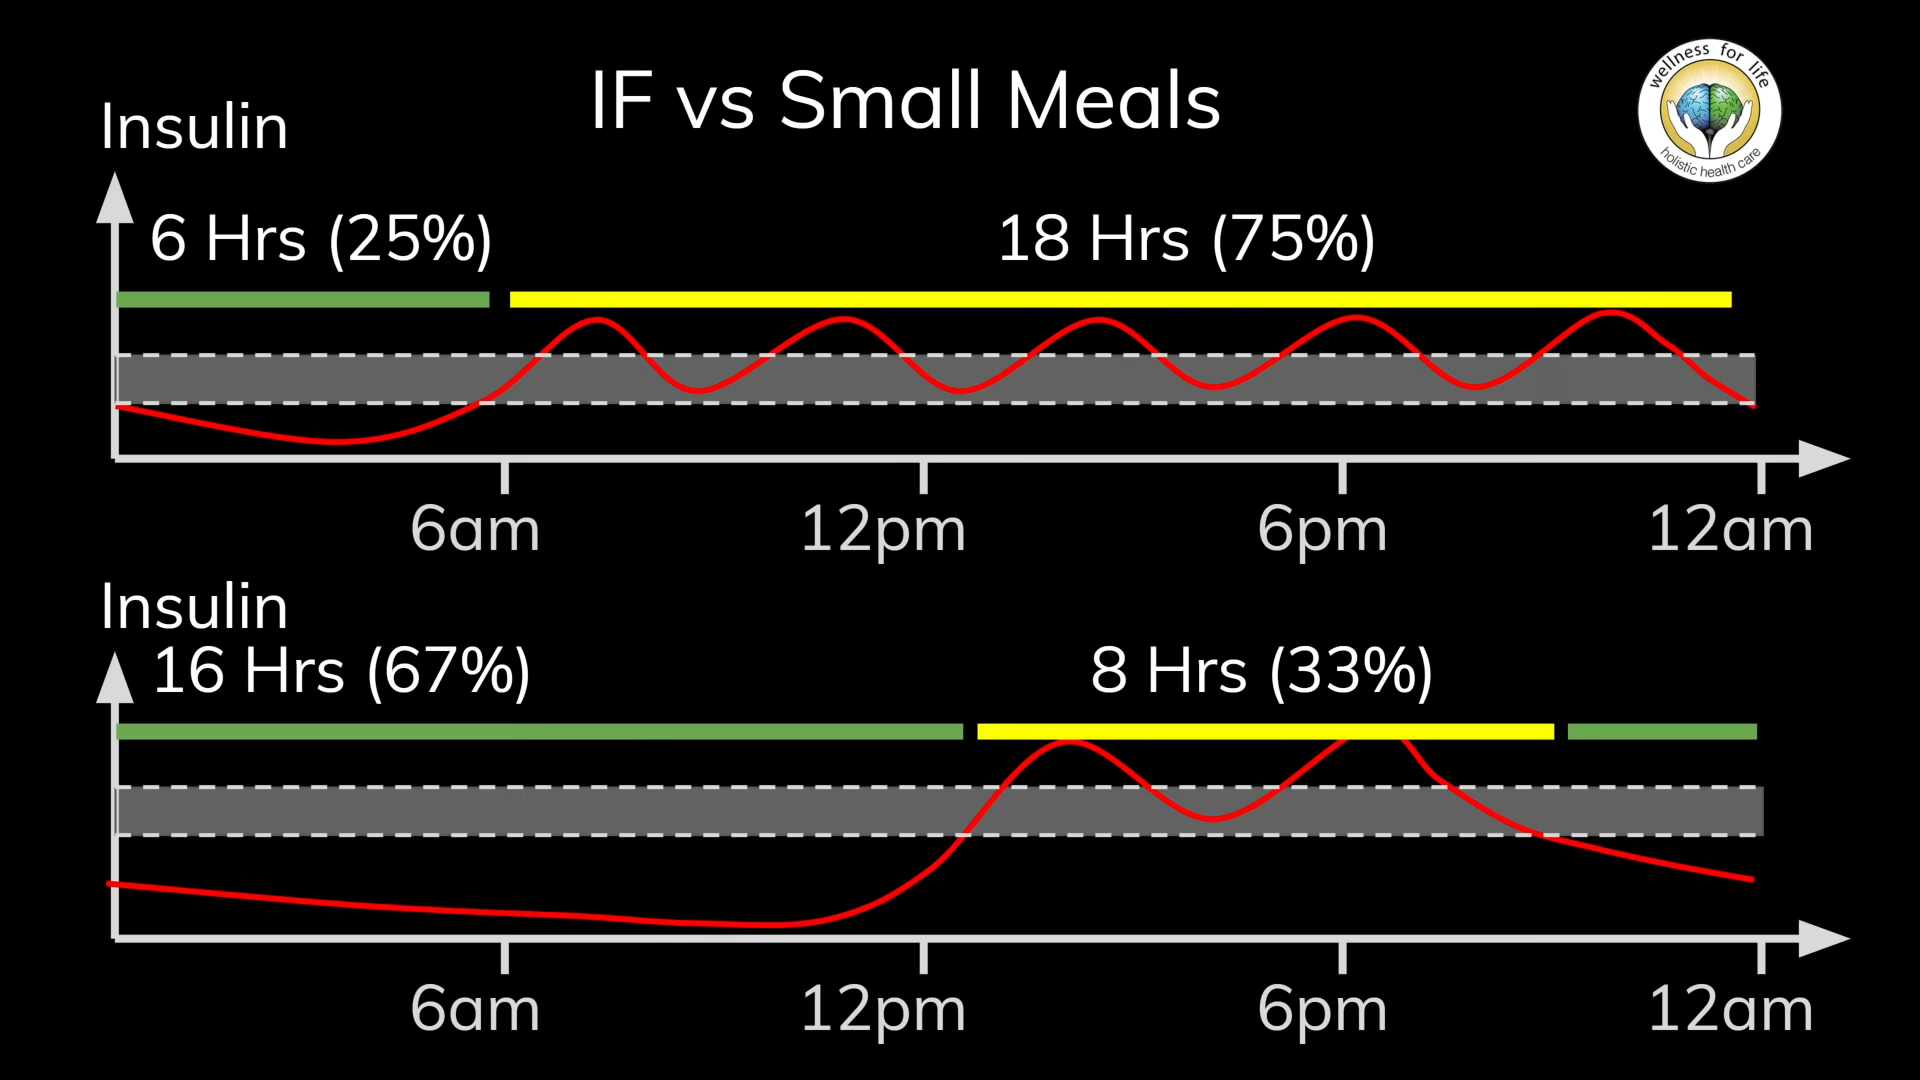 IF vs Small Meals
wellness for life
holistic health care
Insulin
6 Hrs (25%)
18 Hrs (75%)
6am
12pm
6pm
12am
Insulin
16 Hrs (67%)
8 Hrs (33%)
6am
12pm
6pm
12am